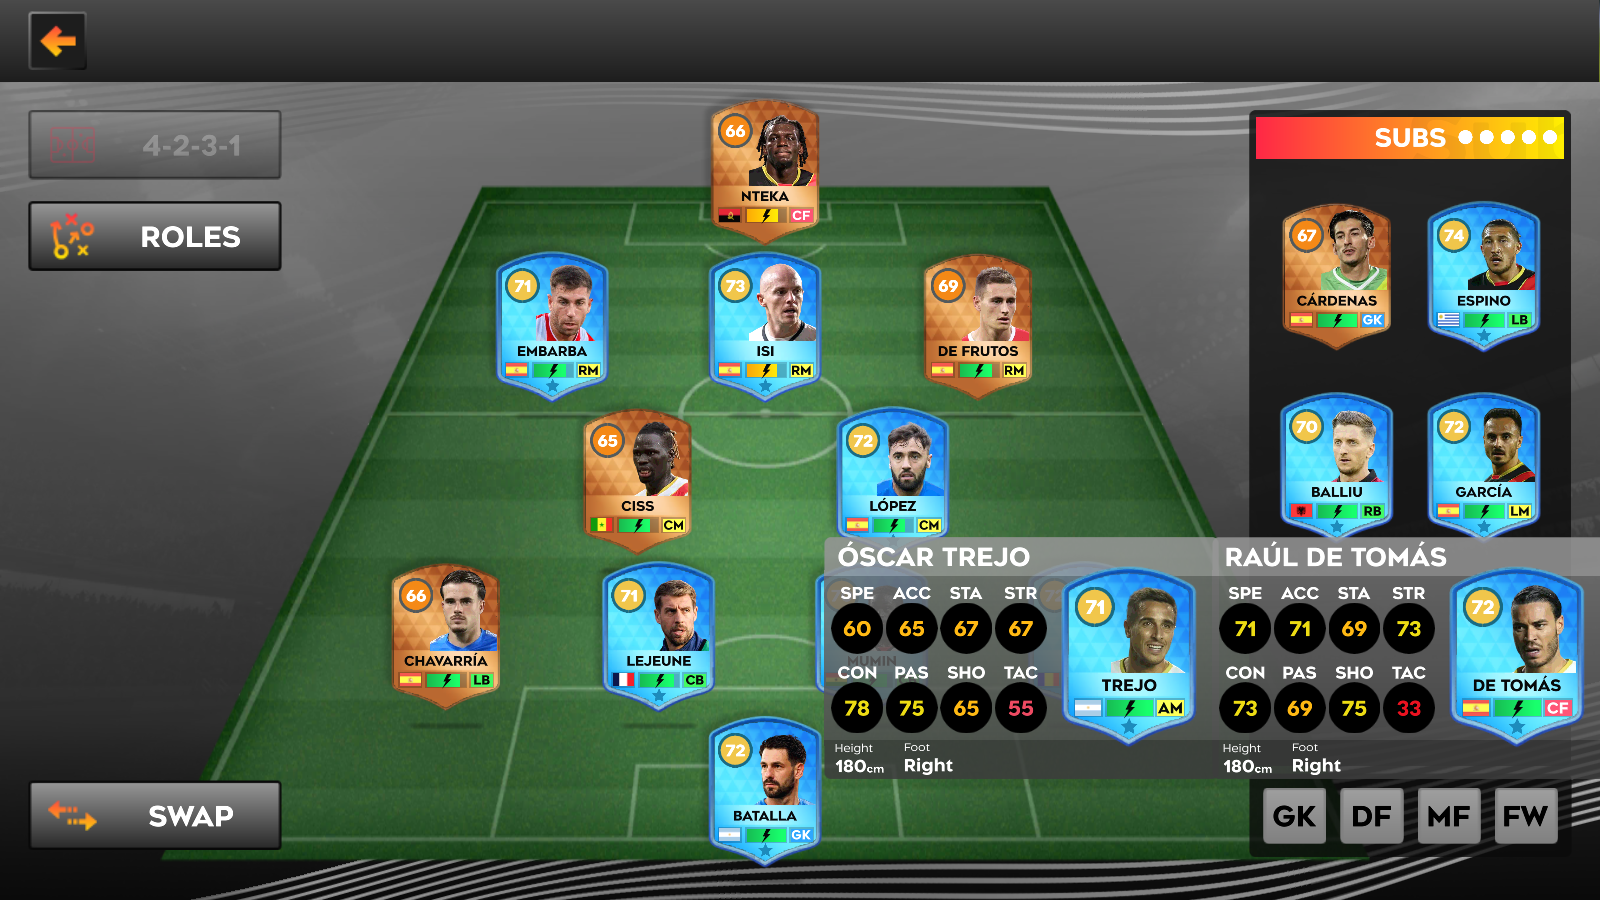 4-2-3-1
ROLES
SWAP
66
NTEKA
CF
71
EMBARBA
RM
73
ISI
RM
69
DE FRUTOS
RM
65
CISS
CM
72
LÓPEZ
CM
66
CHAVARRÍA
LB
71
LEJEUNE
CB
MUMIN
72
BATALLA
GK
SUBS
67
CÁRDENAS
GK
74
ESPINO
LB
70
BALLIU
RB
72
GARCÍA
LM
ÓSCAR TREJO
SPE ACC STA STR
60 65 67 67
CON PAS SHO TAC
78 75 65 55
Height Foot
180cm Right
71
TREJO
AM
RAÚL DE TOMÁS
SPE ACC STA STR
71 71 69 73
CON PAS SHO TAC
73 69 75 33
Height Foot
180cm Right
72
DE TOMÁS
CF
GK DF MF FW